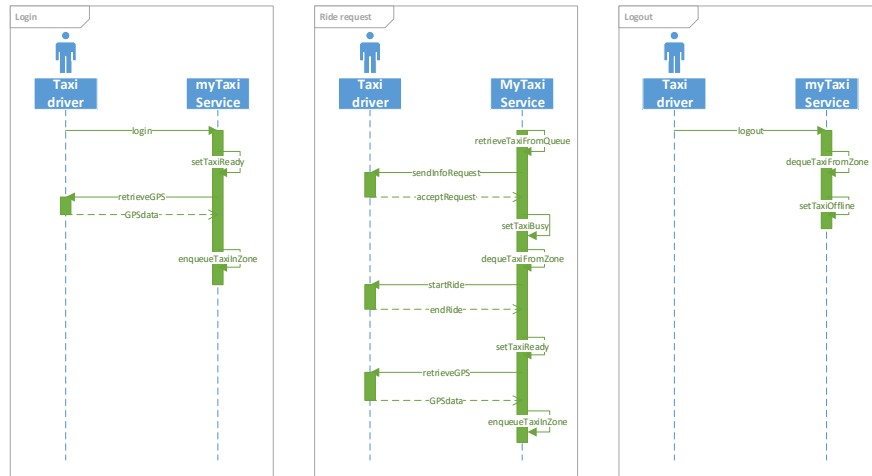 Login
Taxi
driver
myTaxi
Service
login
setTaxiReady
retrieveGPS
GPSdata
enqueueTaxiInZone
Ride request
Taxi
driver
MyTaxi
Service
retrieveTaxiFromQueue
sendInfoRequest
acceptRequest
setTaxiBusy
dequeTaxiFromZone
startRide
endRide
setTaxiReady
retrieveGPS
GPSdata
enqueueTaxiInZone
Logout
Taxi
driver
myTaxi
Service
logout
dequeTaxiFromZone
setTaxiOffline